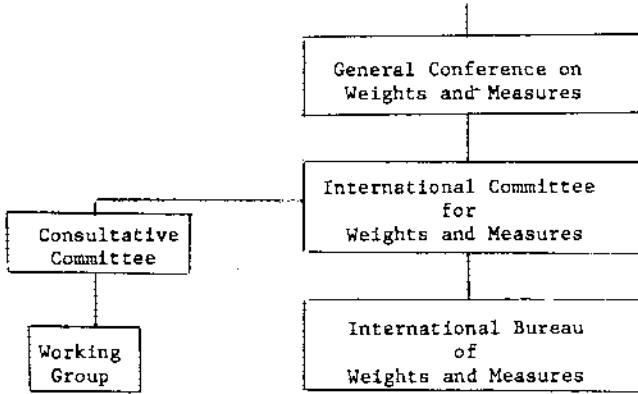 General Conference on
Weights and Measures
International Committee
for
Weights and Measures
Consultative
Committee
International Bureau
of
Weights and Measures
Working
Group